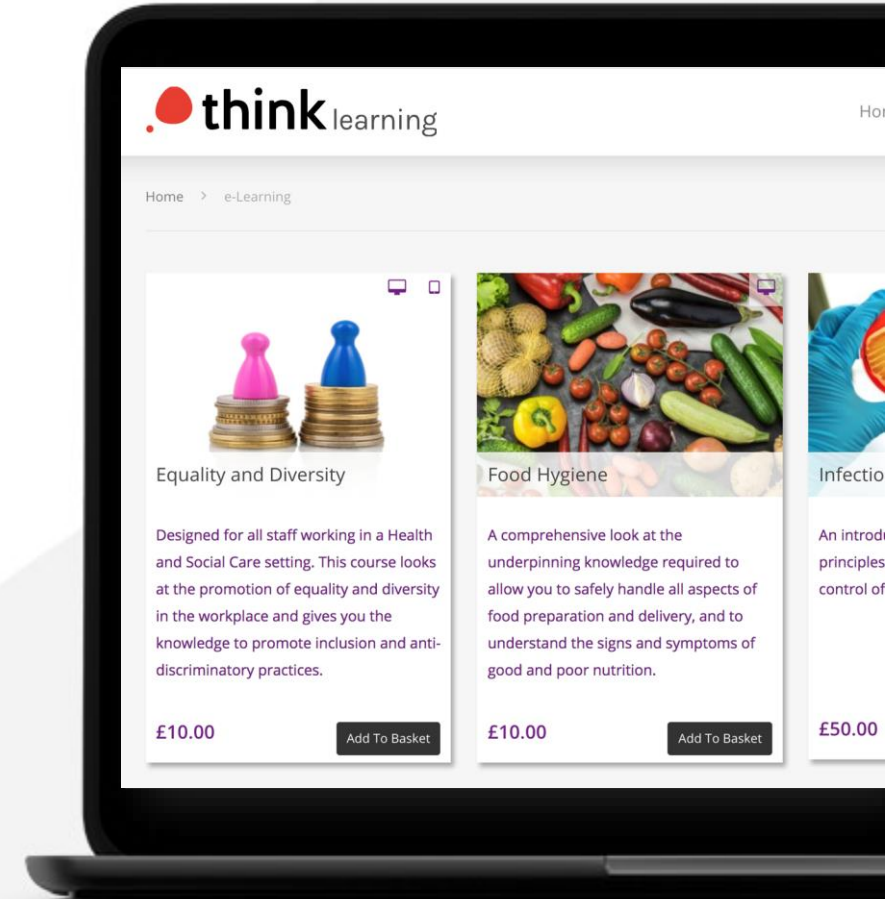 think learning
Home > e-Learning
Equality and Diversity
Designed for all staff working in a Health
and Social Care setting. This course looks
at the promotion of equality and diversity
in the workplace and gives you the
knowledge to promote inclusion and anti-
discriminatory practices.
£10.00
Add To Basket
Food Hygiene
A comprehensive look at the
underpinning knowledge required to
allow you to safely handle all aspects of
food preparation and delivery, and to
understand the signs and symptoms of
good and poor nutrition.
£10.00
Add To Basket
An
principles
control of
£50.00